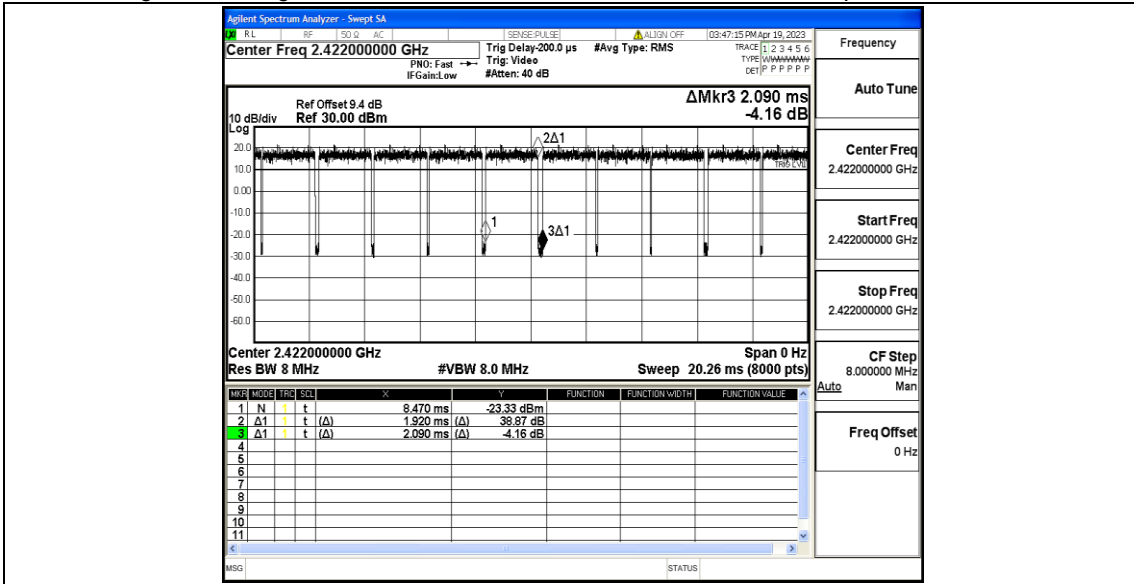 Agilent Spectrum Analyzer - Swept SA
RL RF 50 Ω AC SENSE:PULSE ALIGN OFF 03:47:15 PM Apr 19, 2023
Center Freq 2.422000000 GHz
Trig Delay-200.0 µs #Avg Type: RMS
TRACE 1 2 3 4 5 6
PNO: Fast Trig: Video
TYPE
IFGain:Low #Atten: 40 dB
DET P P P P P P
ΔMkr3 2.090 ms
-4.16 dB
Ref Offset 9.4 dB
10 dB/div Ref 30.00 dBm
Log
20.0
10.0
0.00
-10.0
-20.0
-30.0
-40.0
-50.0
-60.0
2Δ1
TRIG LVL
1
3Δ1
Center 2.422000000 GHz Span 0 Hz
Res BW 8 MHz #VBW 8.0 MHz Sweep 20.26 ms (8000 pts)
MKR MODE TRC SCL X Y FUNCTION FUNCTION WIDTH FUNCTION VALUE
1 N 1 t 8.470 ms -23.33 dBm
2 Δ1 1 t (Δ) 1.920 ms (Δ) 38.87 dB
3 Δ1 1 t (Δ) 2.090 ms (Δ) -4.16 dB
4
5
6
7
8
9
10
11
MSG STATUS
Frequency
Auto Tune
Center Freq
2.422000000 GHz
Start Freq
2.422000000 GHz
Stop Freq
2.422000000 GHz
CF Step
8.000000 MHz
Auto Man
Freq Offset
0 Hz